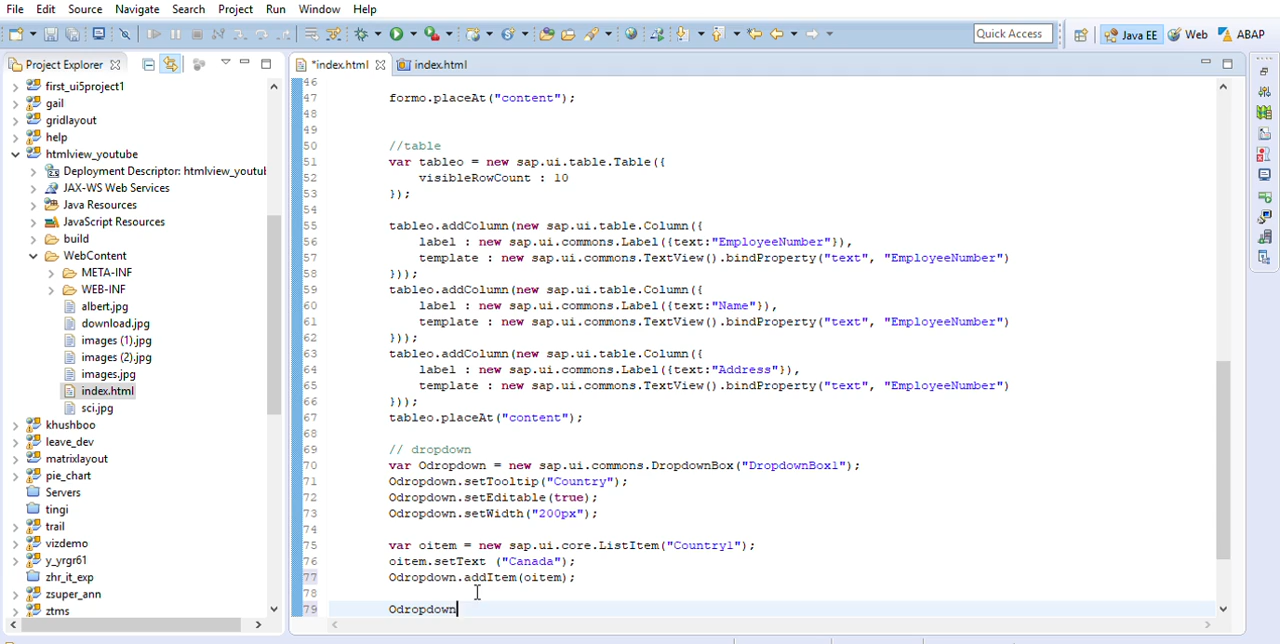 File Edit Source Navigate Search Project Run Window Help
Quick Access Java EE Web ABAP
Project Explorer
*index.html index.html
first_ui5project1
gail
gridlayout
help
htmlview_youtube
Deployment Descriptor: htmlview_youtul
JAX-WS Web Services
Java Resources
JavaScript Resources
build
WebContent
META-INF
WEB-INF
albert.jpg
download.jpg
images (1).jpg
images (2).jpg
images.jpg
index.html
sci.jpg
khushboo
leave_dev
matrixlayout
pie_chart
Servers
tingi
trail
vizdemo
y_yrgr61
zhr_it_exp
zsuper_ann
ztms
46
47 formo.placeAt("content");
48
49
50 //table
51 var tableo = new sap.ui.table.Table({
52 visibleRowCount : 10
53 });
54
55 tableo.addColumn(new sap.ui.table.Column({
56 label : new sap.ui.commons.Label({text:"EmployeeNumber"}),
57 template : new sap.ui.commons.TextView().bindProperty("text", "EmployeeNumber")
58 }));
59 tableo.addColumn(new sap.ui.table.Column({
60 label : new sap.ui.commons.Label({text:"Name"}),
61 template : new sap.ui.commons.TextView().bindProperty("text", "EmployeeNumber")
62 }));
63 tableo.addColumn(new sap.ui.table.Column({
64 label : new sap.ui.commons.Label({text:"Address"}),
65 template : new sap.ui.commons.TextView().bindProperty("text", "EmployeeNumber")
66 }));
67 tableo.placeAt("content");
68
69 // dropdown
70 var Odropdown = new sap.ui.commons.DropdownBox("DropdownBox1");
71 Odropdown.setTooltip("Country");
72 Odropdown.setEditable(true);
73 Odropdown.setWidth("200px");
74
75 var oitem = new sap.ui.core.ListItem("Country1");
76 oitem.setText ("Canada");
77 Odropdown.addItem(oitem);
78
79 Odropdown